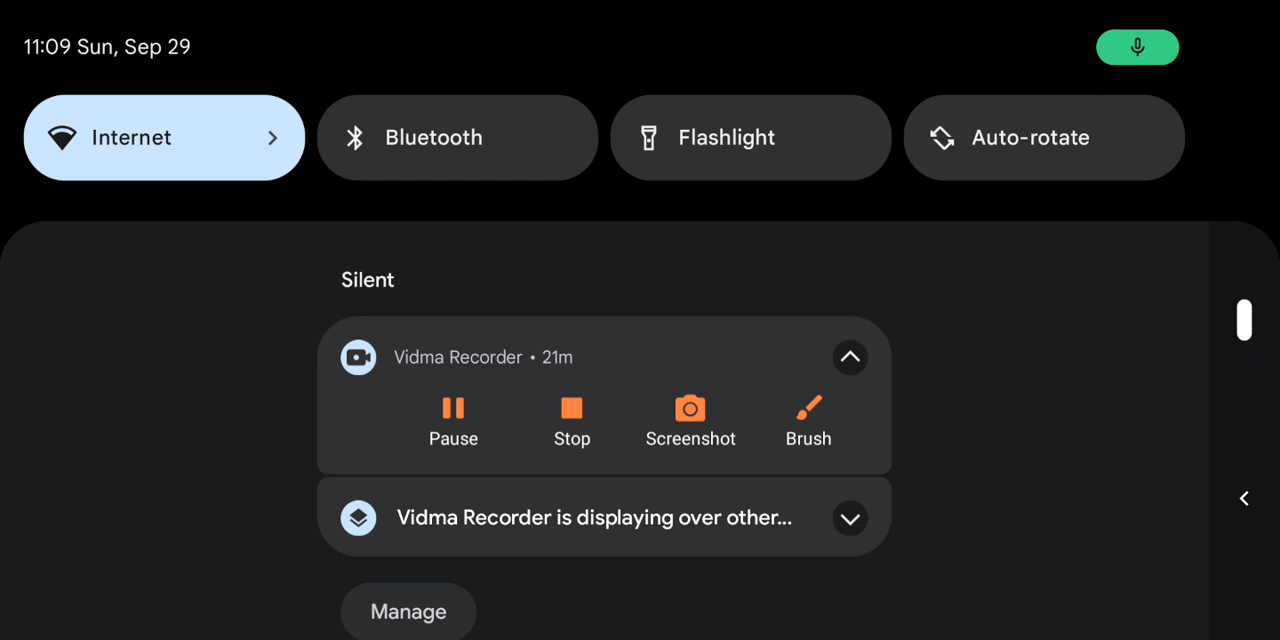 11:09 Sun, Sep 29
Internet
Bluetooth
Flashlight
Auto-rotate
Silent
Vidma Recorder • 21m
Pause
Stop
Screenshot
Brush
Vidma Recorder is displaying over other...
Manage